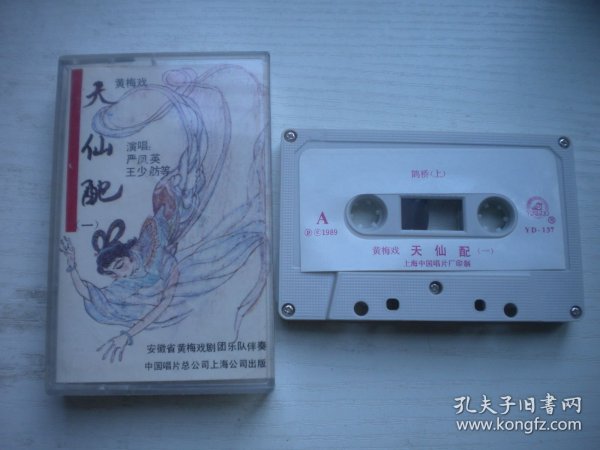 黄梅戏
天仙配
(一)
演唱:
严凤英
王少舫等
安徽省黄梅戏剧团乐队伴奏
中国唱片总公司上海公司出版
鹊桥(上)
A
Ⓟ Ⓒ 1989
YD-137
黄梅戏 天仙配 (一)
上海中国唱片厂印制
孔夫子旧书网
www.kongfz.com